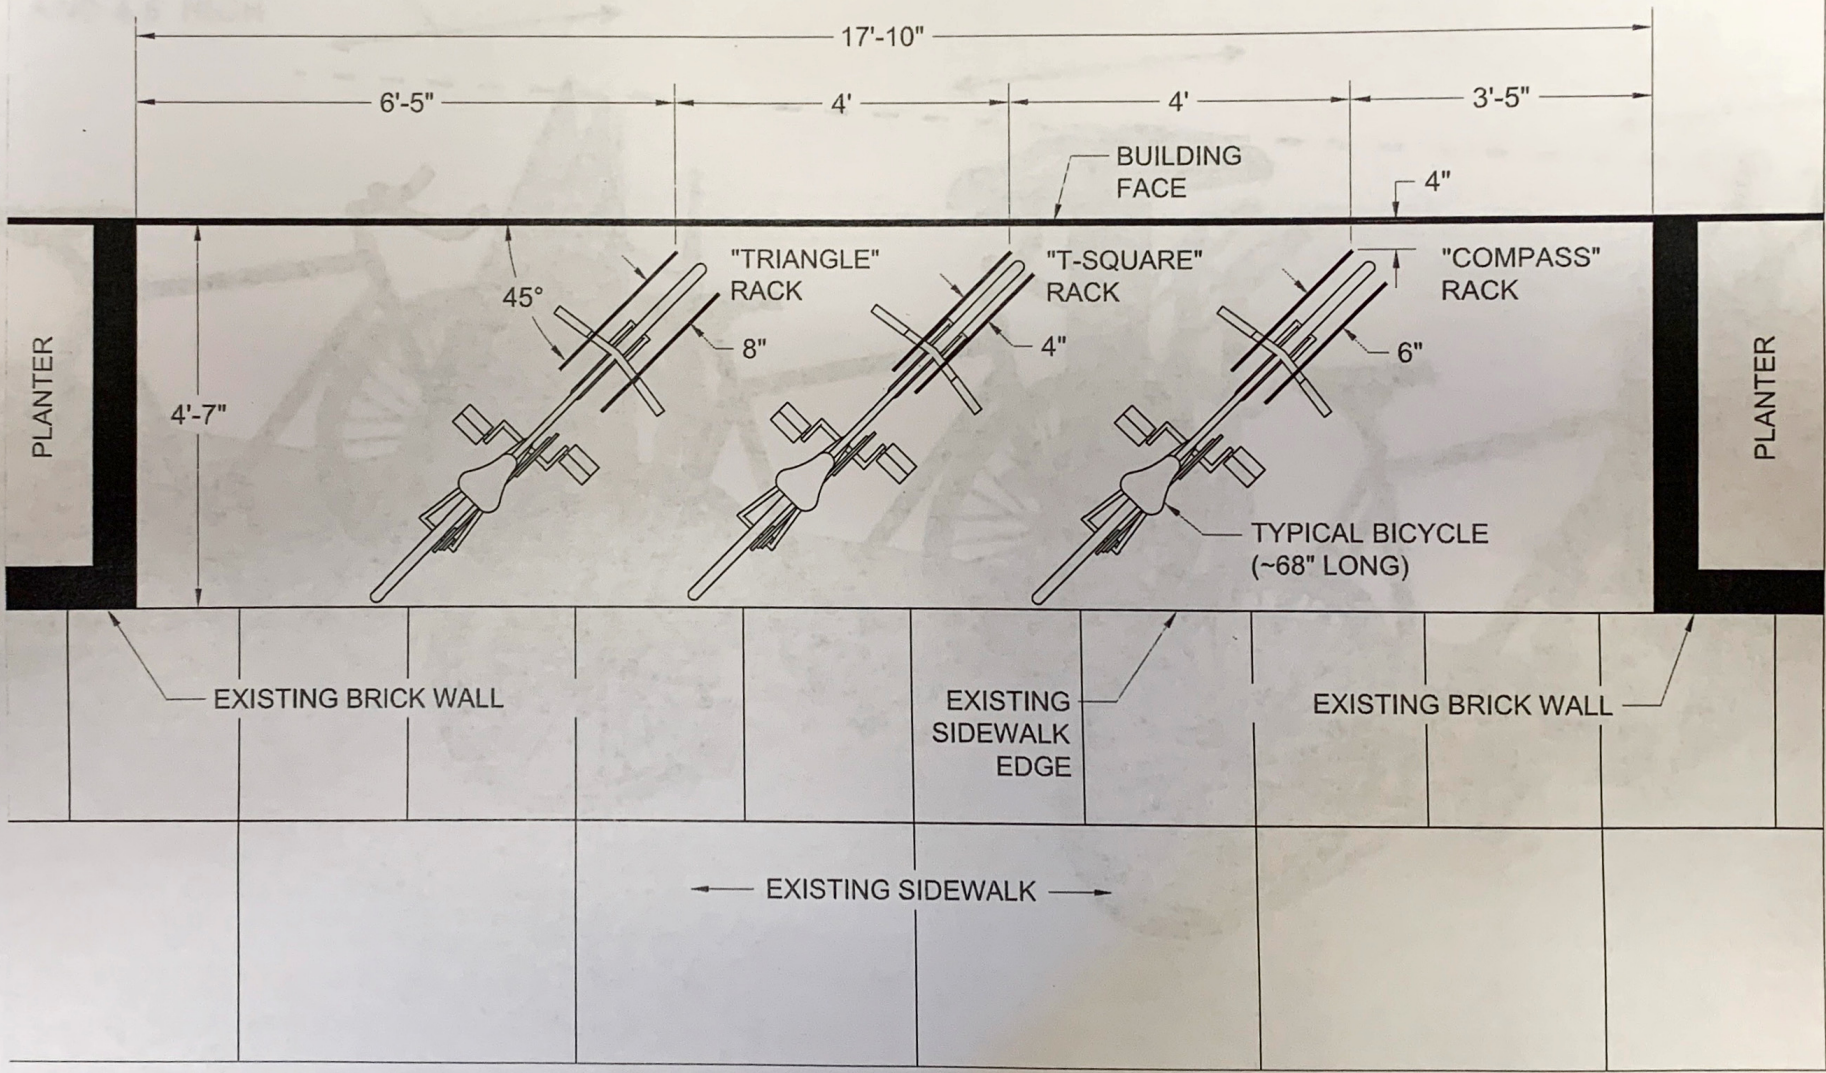 17'-10"
6'-5"
4'
4'
3'-5"
BUILDING
FACE
4"
"TRIANGLE"
RACK
"T-SQUARE"
RACK
"COMPASS"
RACK
45°
8"
4"
6"
PLANTER
4'-7"
PLANTER
TYPICAL BICYCLE
(~68" LONG)
EXISTING BRICK WALL
EXISTING
SIDEWALK
EDGE
EXISTING BRICK WALL
EXISTING SIDEWALK